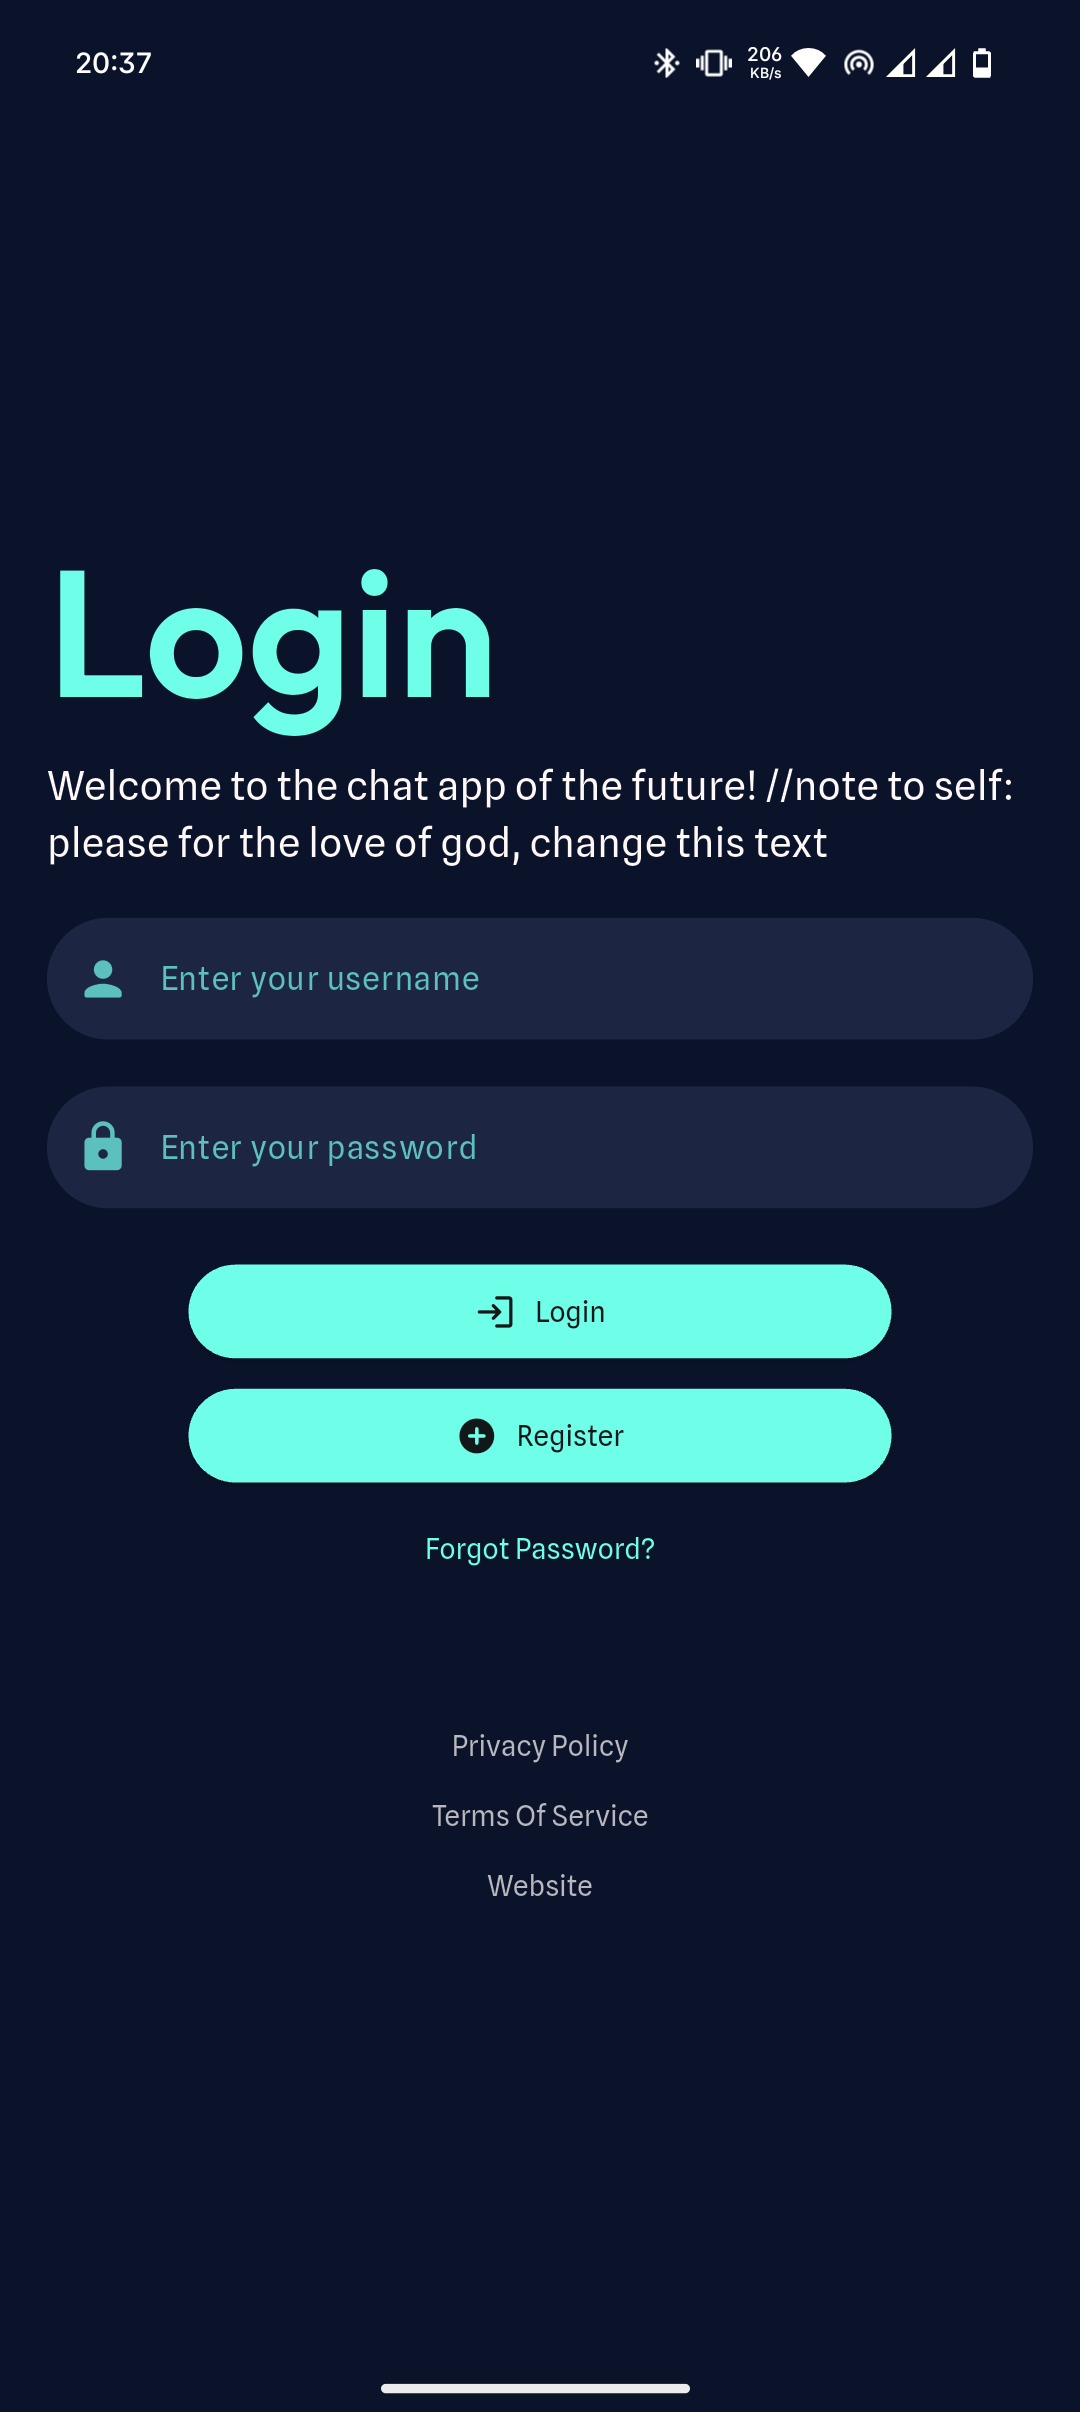 20:37
206
KB/s
Login
Welcome to the chat app of the future! //note to self:
please for the love of god, change this text
Enter your username
Enter your password
Login
Register
Forgot Password?
Privacy Policy
Terms Of Service
Website